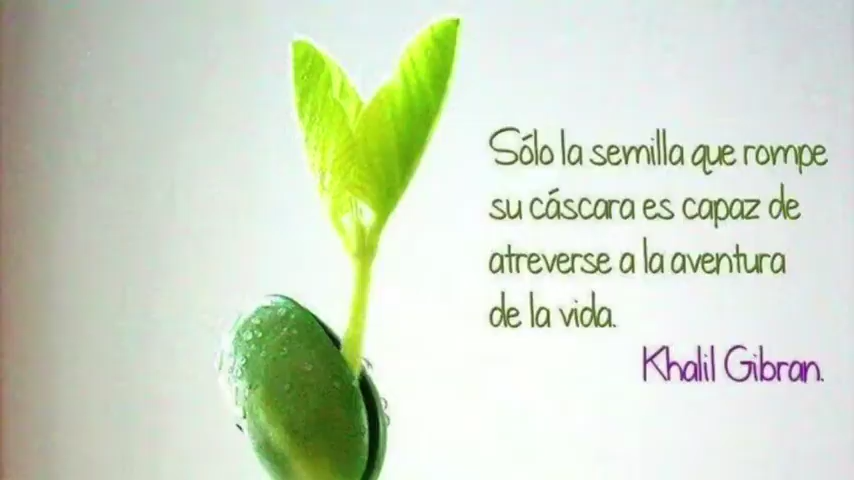 Sólo la semilla que rompe
su cáscara es capaz de
atreverse a la aventura
de la vida.
Khalil Gibran.